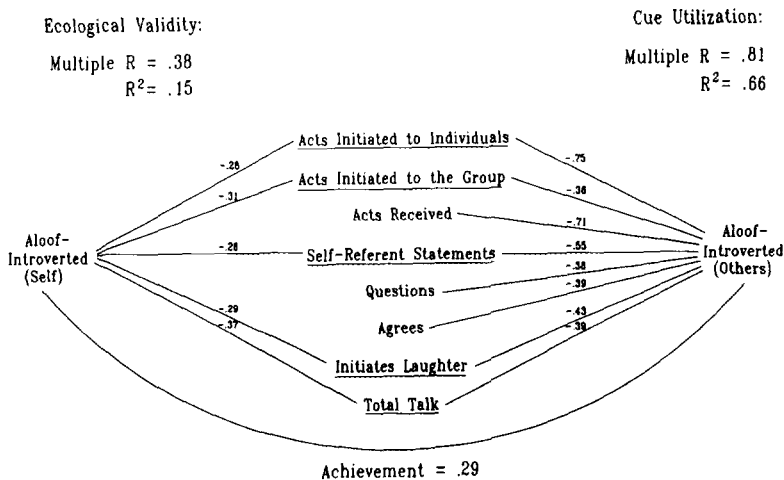 Ecological Validity:
Multiple R = .38
R²= .15
Cue Utilization:
Multiple R = .81
R²= .66
Acts Initiated to Individuals
-.26
-.75
Acts Initiated to the Group
-.31
-.36
Acts Received
-.71
Aloof-
Introverted
(Self)
-.28
Self-Referent Statements
-.55
Aloof-
Introverted
(Others)
Questions
-.58
Agrees
-.39
-.29
Initiates Laughter
-.43
-.37
Total Talk
-.39
Achievement = .29